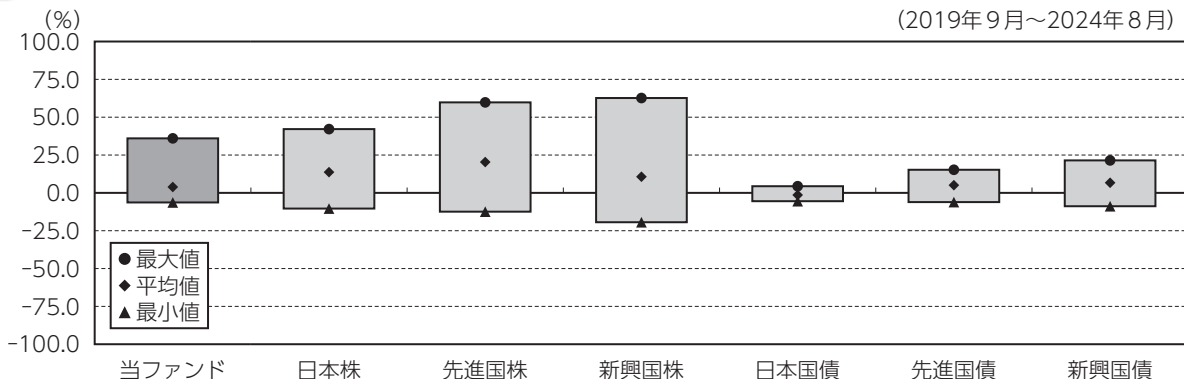 (%)
(2019年9月～2024年8月)
100.0
75.0
50.0
25.0
0.0
-25.0
-50.0
-75.0
-100.0
●最大値
◆平均値
▲最小値
当ファンド 日本株 先進国株 新興国株 日本国債 先進国債 新興国債